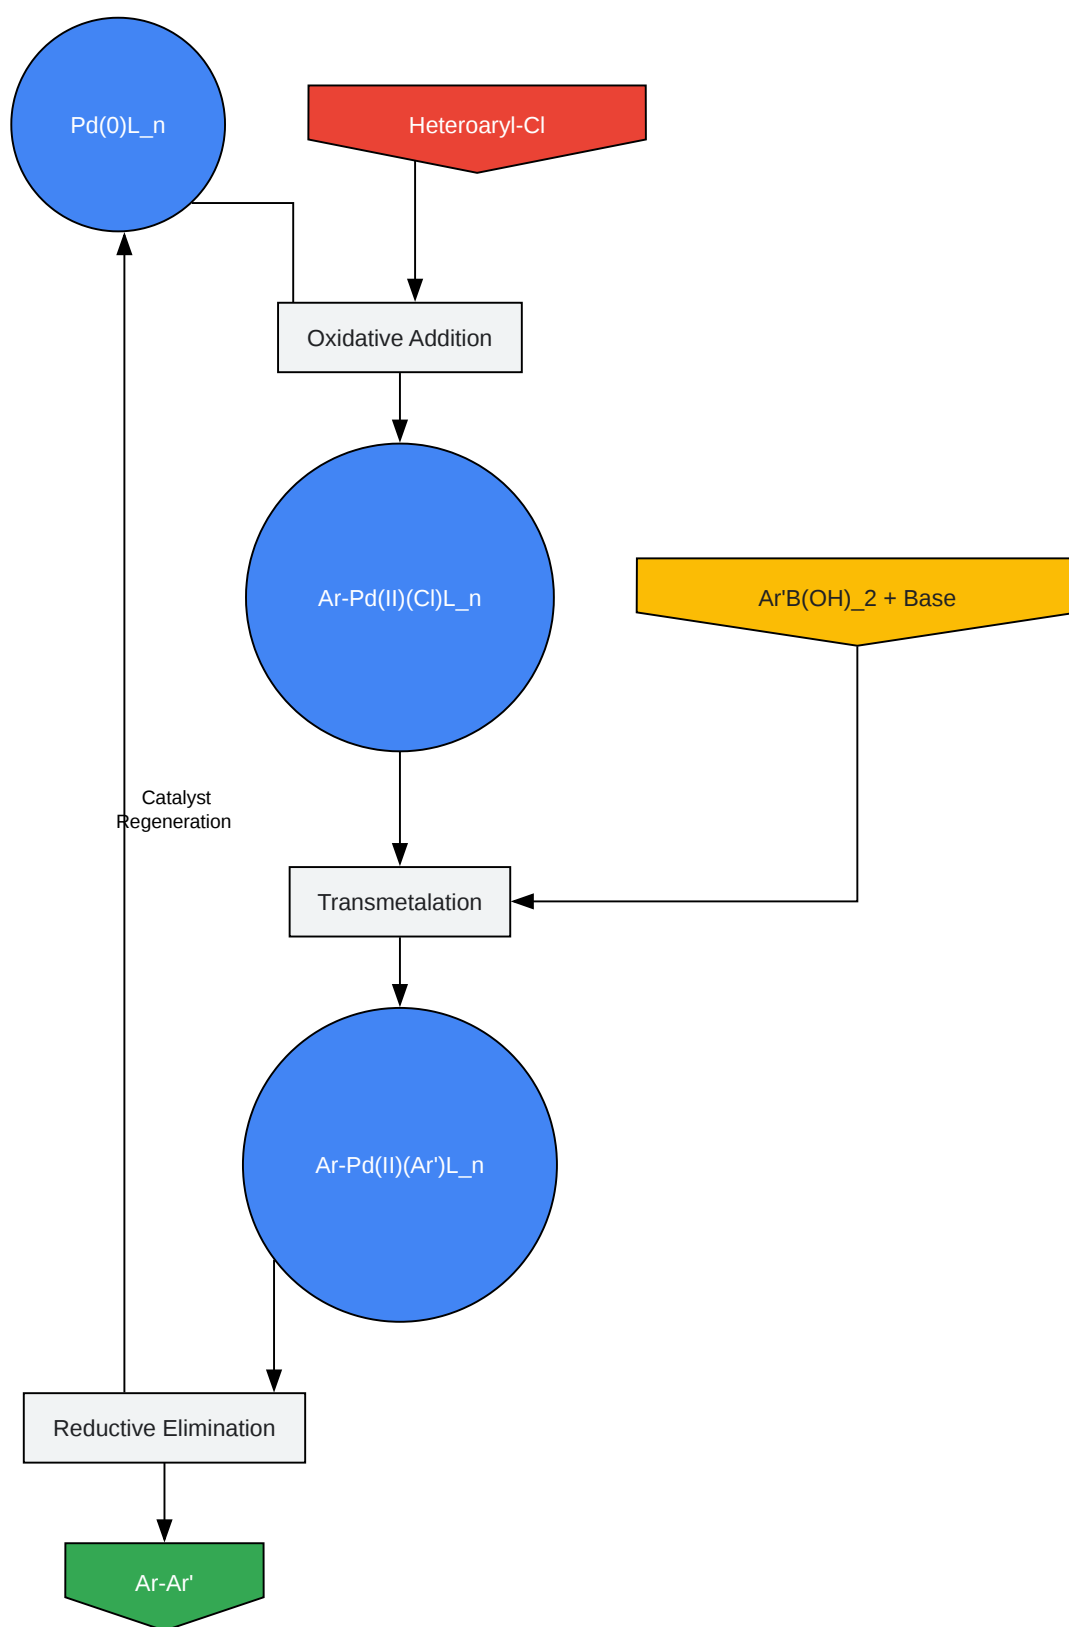 Pd(0)L_n
Heteroaryl-Cl
Oxidative Addition
Ar-Pd(II)(Cl)L_n
Ar'B(OH)_2 + Base
Catalyst
Regeneration
Transmetalation
Ar-Pd(II)(Ar')L_n
Reductive Elimination
Ar-Ar'